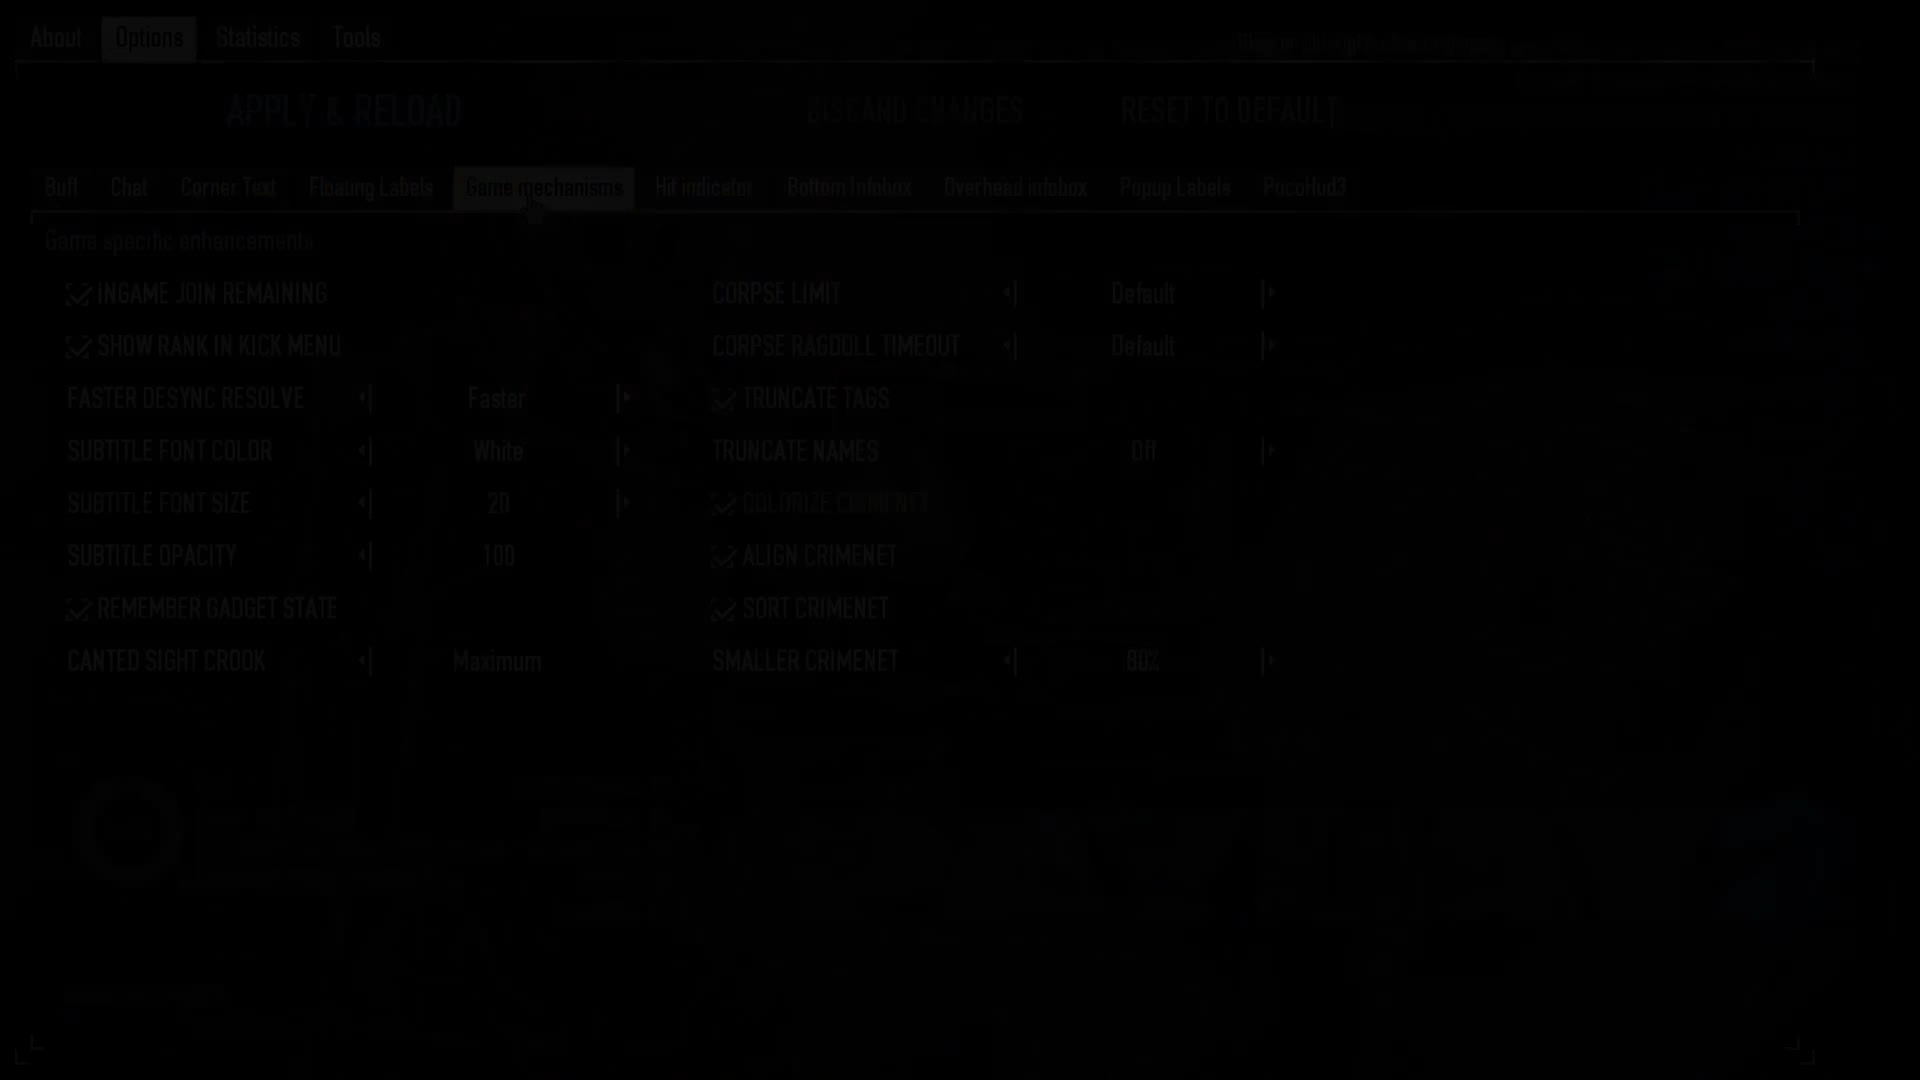 About Options Statistics Tools
APPLY & RELOAD DISCARD CHANGES RESET TO DEFAULT
Buff Chat Corner Text Floating Labels Game mechanisms Hit indicator Bottom Infobox Overhead infobox Popup Labels PocoHud3
Game specific enhancements
INGAME JOIN REMAINING CORPSE LIMIT Default
SHOW RANK IN KICK MENU CORPSE RAGDOLL TIMEOUT Default
FASTER DESYNC RESOLVE Faster TRUNCATE TAGS
SUBTITLE FONT COLOR White TRUNCATE NAMES Off
SUBTITLE FONT SIZE 20 COLORIZE CRIMENET
SUBTITLE OPACITY 100 ALIGN CRIMENET
REMEMBER GADGET STATE SORT CRIMENET
CANTED SIGHT CROOK Maximum SMALLER CRIMENET 80%